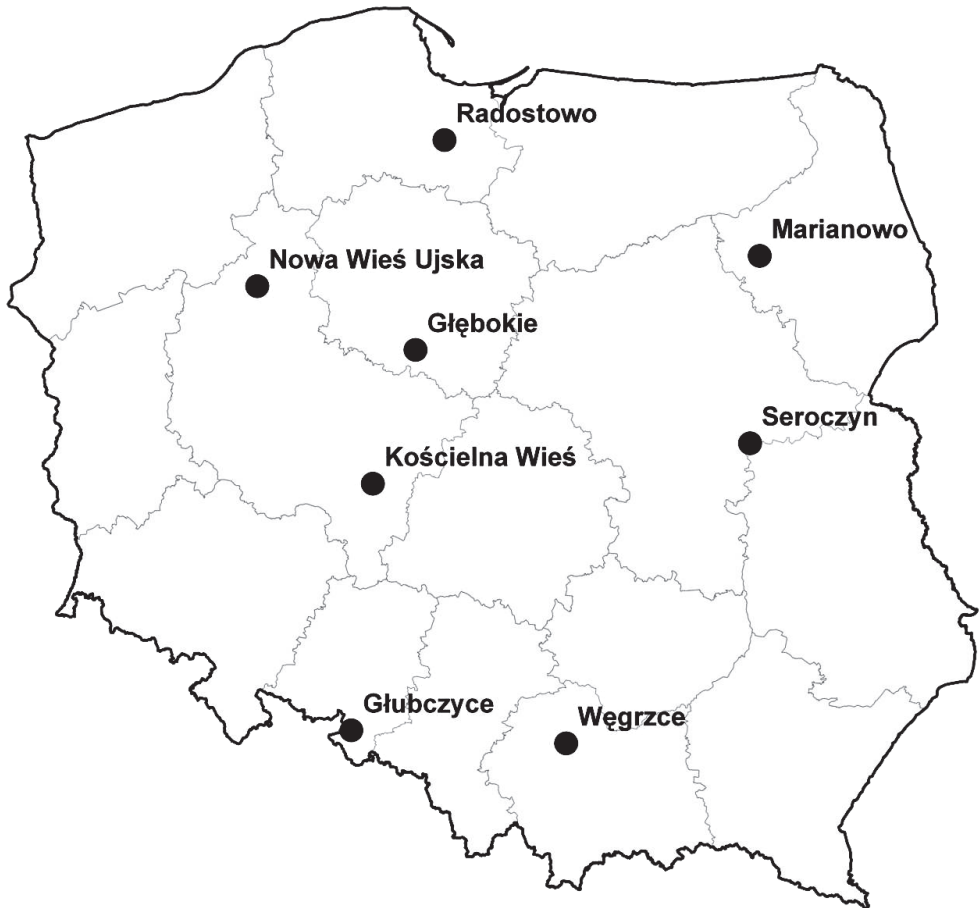 Radostowo
Marianowo
Nowa Wieś Ujska
Głębokie
Seroczyn
Kościelna Wieś
Głubczyce
Węgrzce